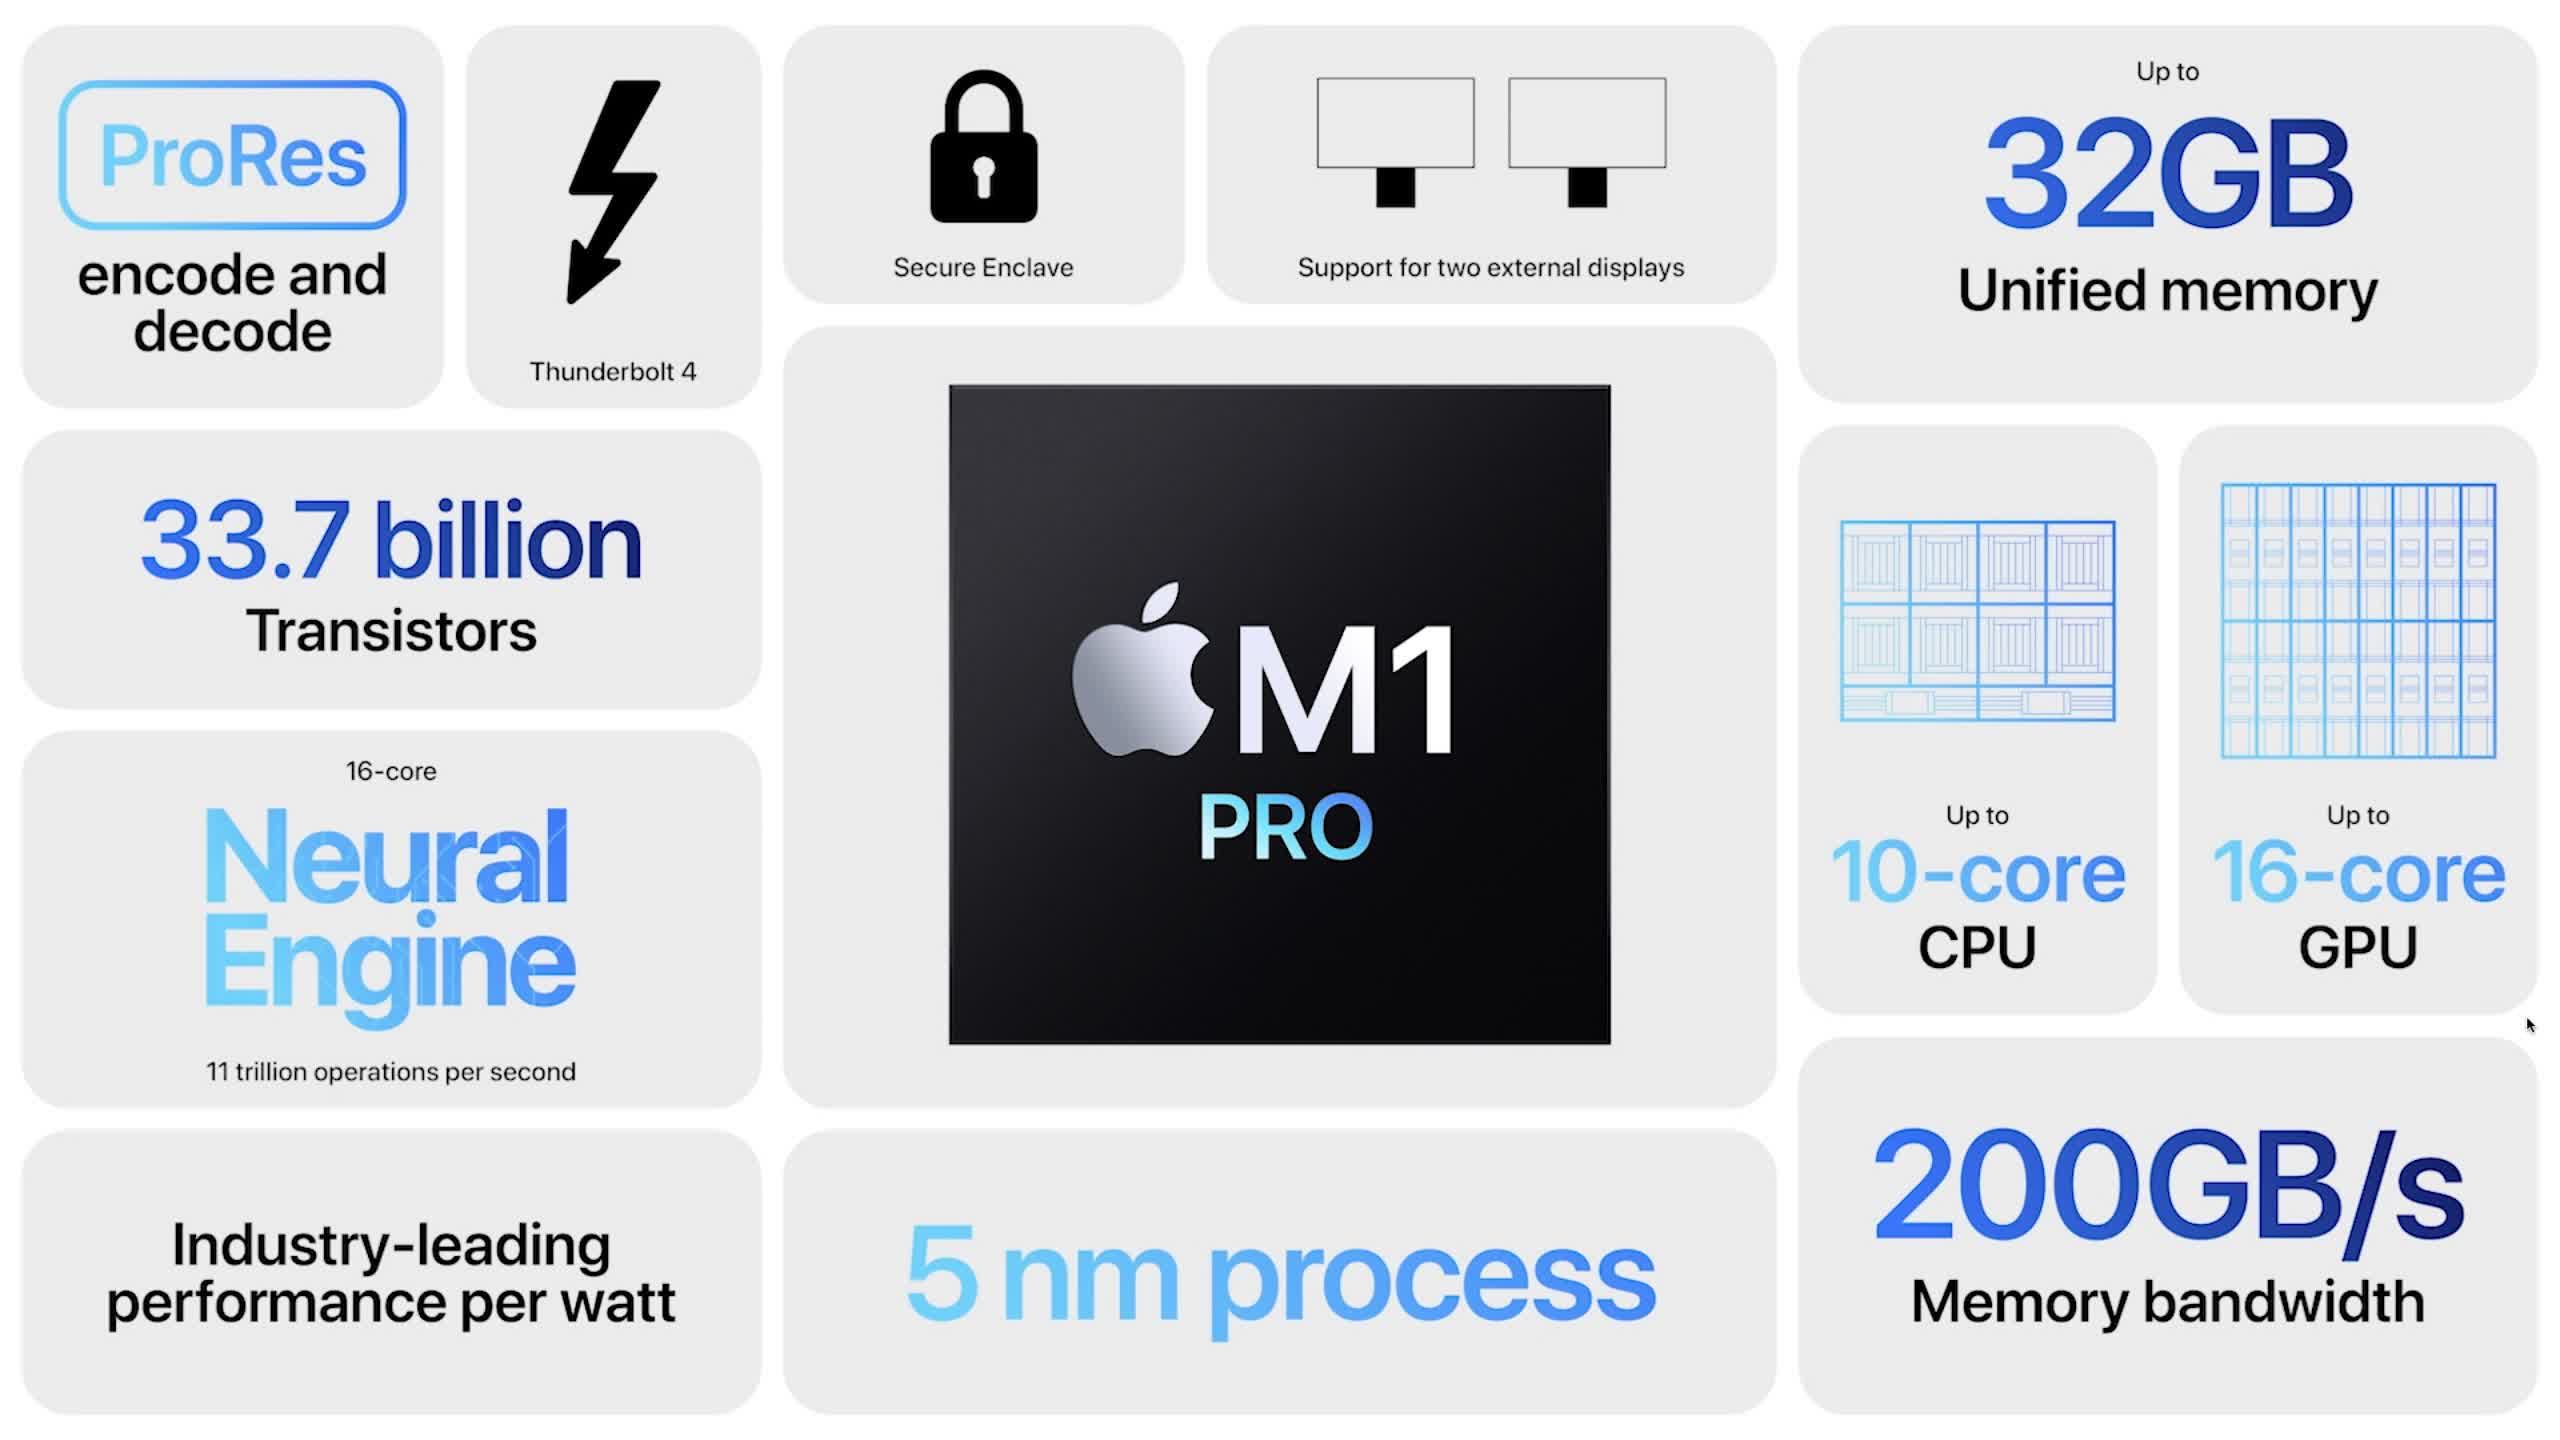 ProRes
encode and
decode
Thunderbolt 4
Secure Enclave
Support for two external displays
Up to
32GB
Unified memory
33.7 billion
Transistors
M1
PRO
Up to
10-core
CPU
Up to
16-core
GPU
16-core
Neural
Engine
11 trillion operations per second
Industry-leading
performance per watt
5 nm process
200GB/s
Memory bandwidth